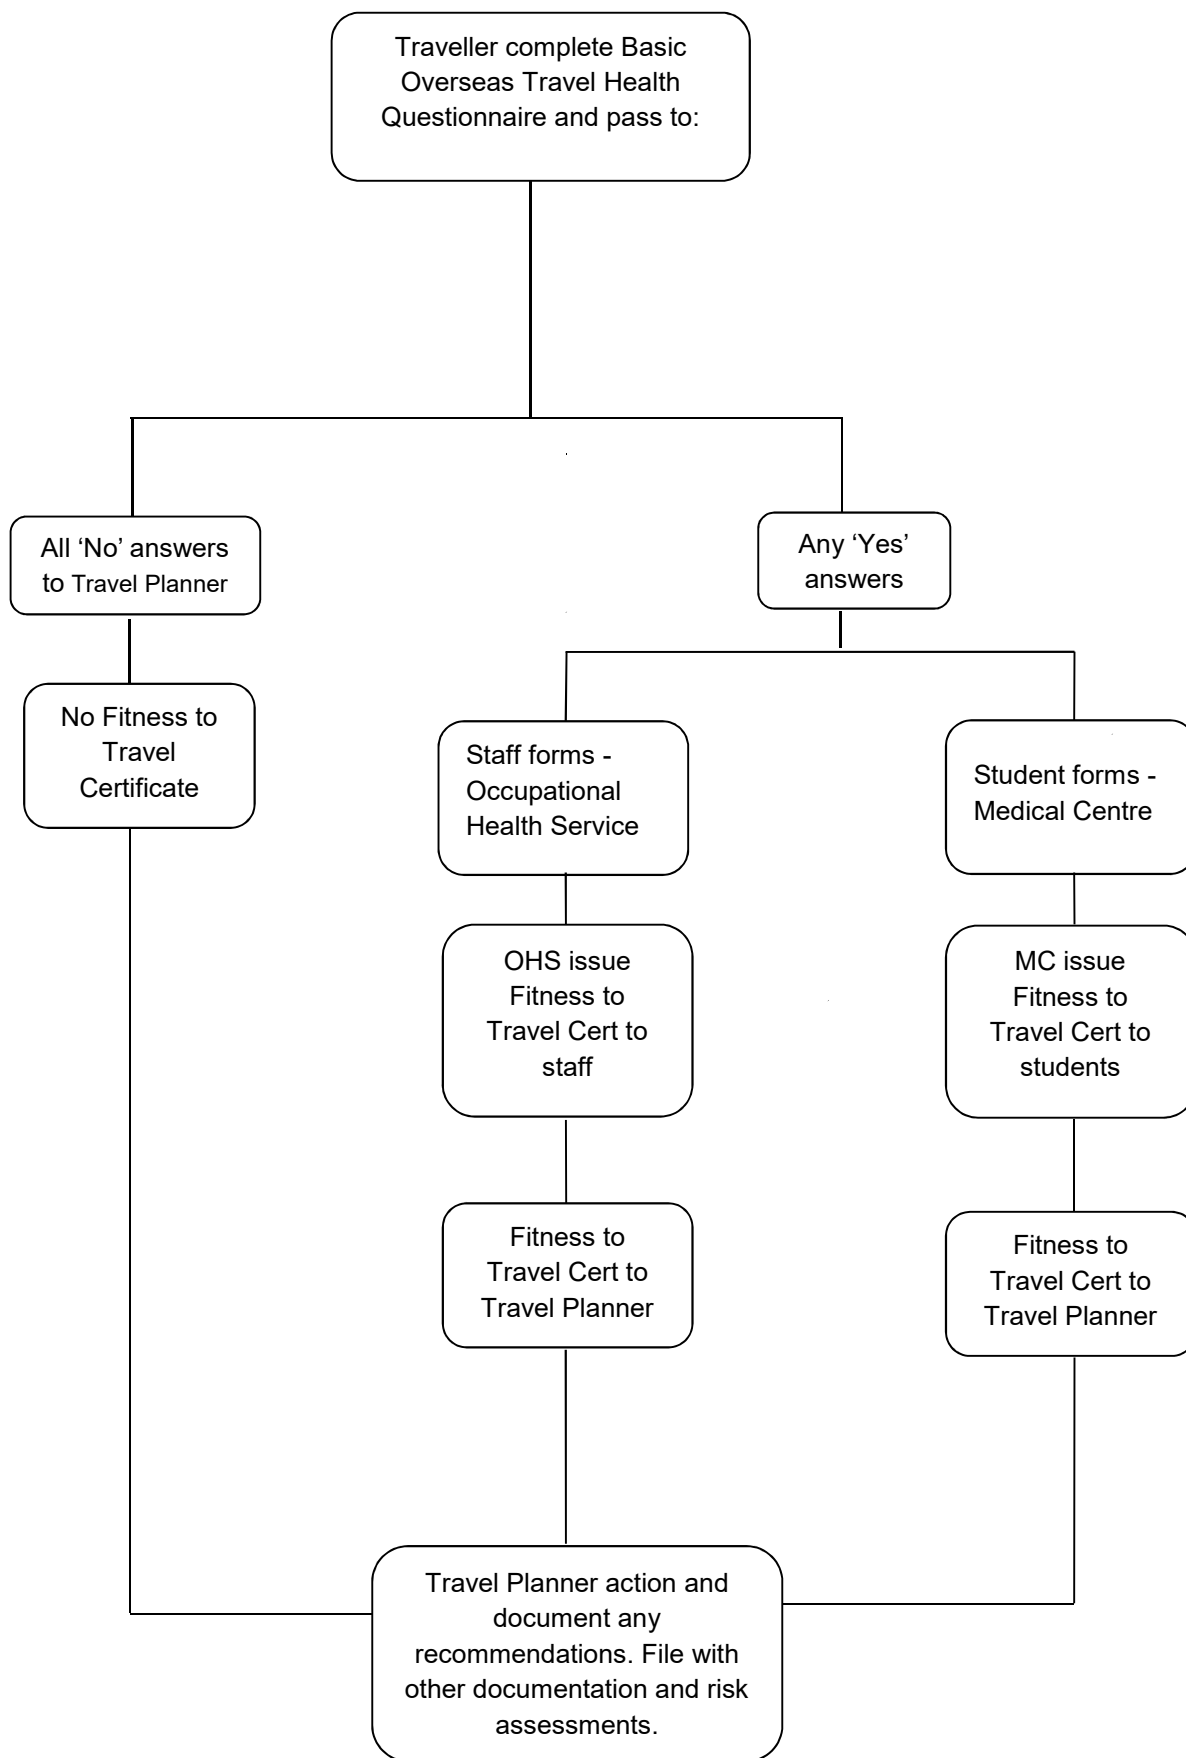 Traveller complete Basic
Overseas Travel Health
Questionnaire and pass to:
All ‘No’ answers
to Travel Planner
Any ‘Yes’
answers
No Fitness to
Travel
Certificate
Staff forms -
Occupational
Health Service
Student forms -
Medical Centre
OHS issue
Fitness to
Travel Cert to
staff
MC issue
Fitness to
Travel Cert to
students
Fitness to
Travel Cert to
Travel Planner
Fitness to
Travel Cert to
Travel Planner
Travel Planner action and
document any
recommendations. File with
other documentation and risk
assessments.